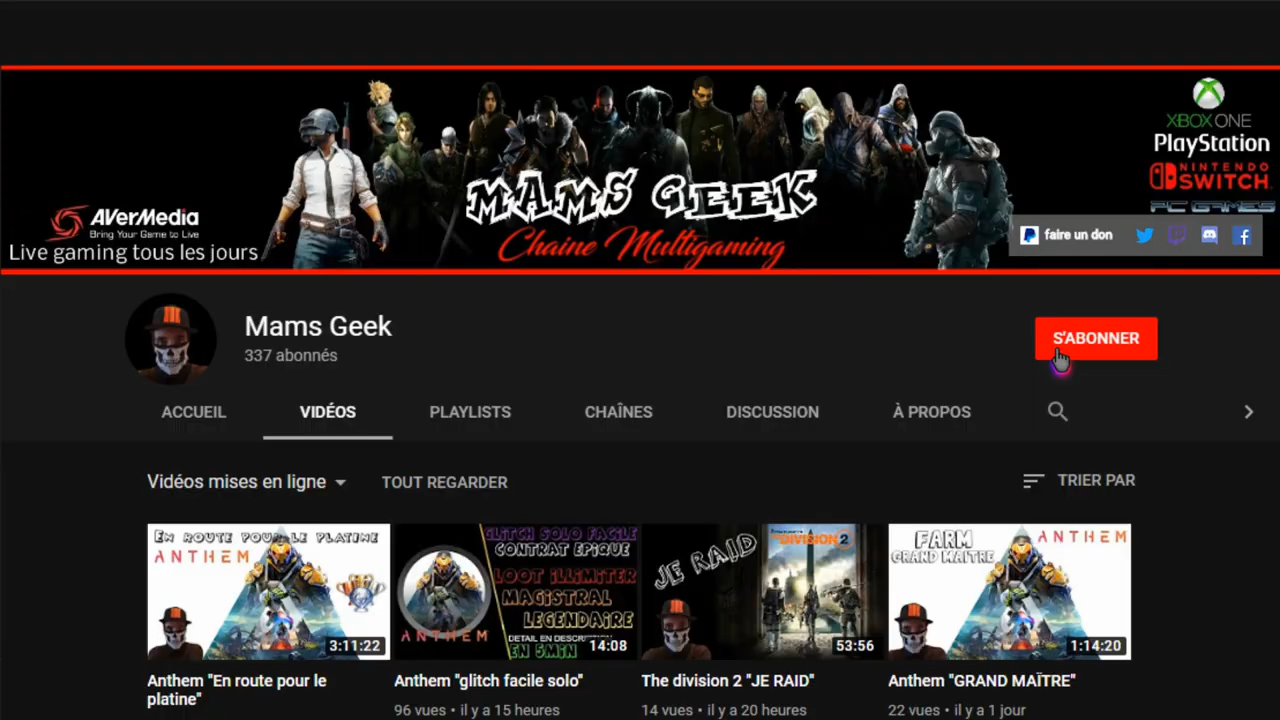 XBOX ONE
PlayStation
NINTENDO
SWITCH
PC GAMES
MAMS GEEK
Chaine Multigaming
AVerMedia
Bring Your Game to Live
Live gaming tous les jours
faire un don
Mams Geek
337 abonnés
S'ABONNER
ACCUEIL
VIDÉOS
PLAYLISTS
CHAÎNES
DISCUSSION
À PROPOS
Vidéos mises en ligne
TOUT REGARDER
TRIER PAR
EN ROUTE POUR LE PLATINE
ANTHEM
3:11:22
GLITCH SOLO FACILE
CONTRAT EPIQUE
LOOT ILLIMITER
MAGISTRAL
LEGENDAIRE
ANTHEM
EN 5MIN
14:08
JE RAID
DIVISION 2
53:56
FARM
GRAND MAÎTRE
ANTHEM
1:14:20
Anthem "En route pour le
platine"
Anthem "glitch facile solo"
96 vues • il y a 15 heures
The division 2 "JE RAID"
14 vues • il y a 20 heures
Anthem "GRAND MAÏTRE"
22 vues • il y a 1 jour